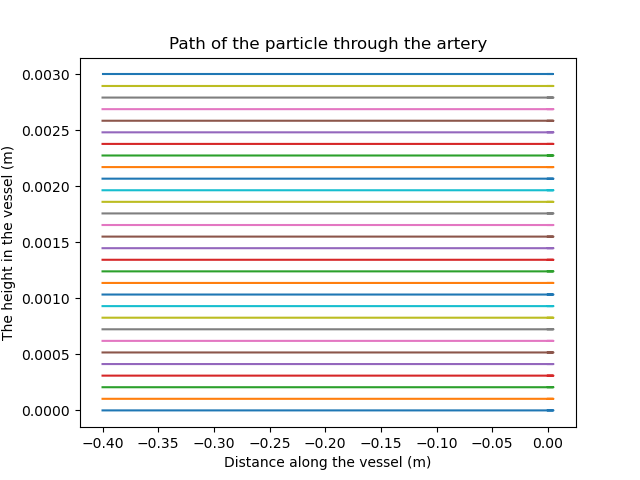 Path of the particle through the artery
The height in the vessel (m)
0.0030
0.0025
0.0020
0.0015
0.0010
0.0005
0.0000
−0.40 −0.35 −0.30 −0.25 −0.20 −0.15 −0.10 −0.05 0.00
Distance along the vessel (m)